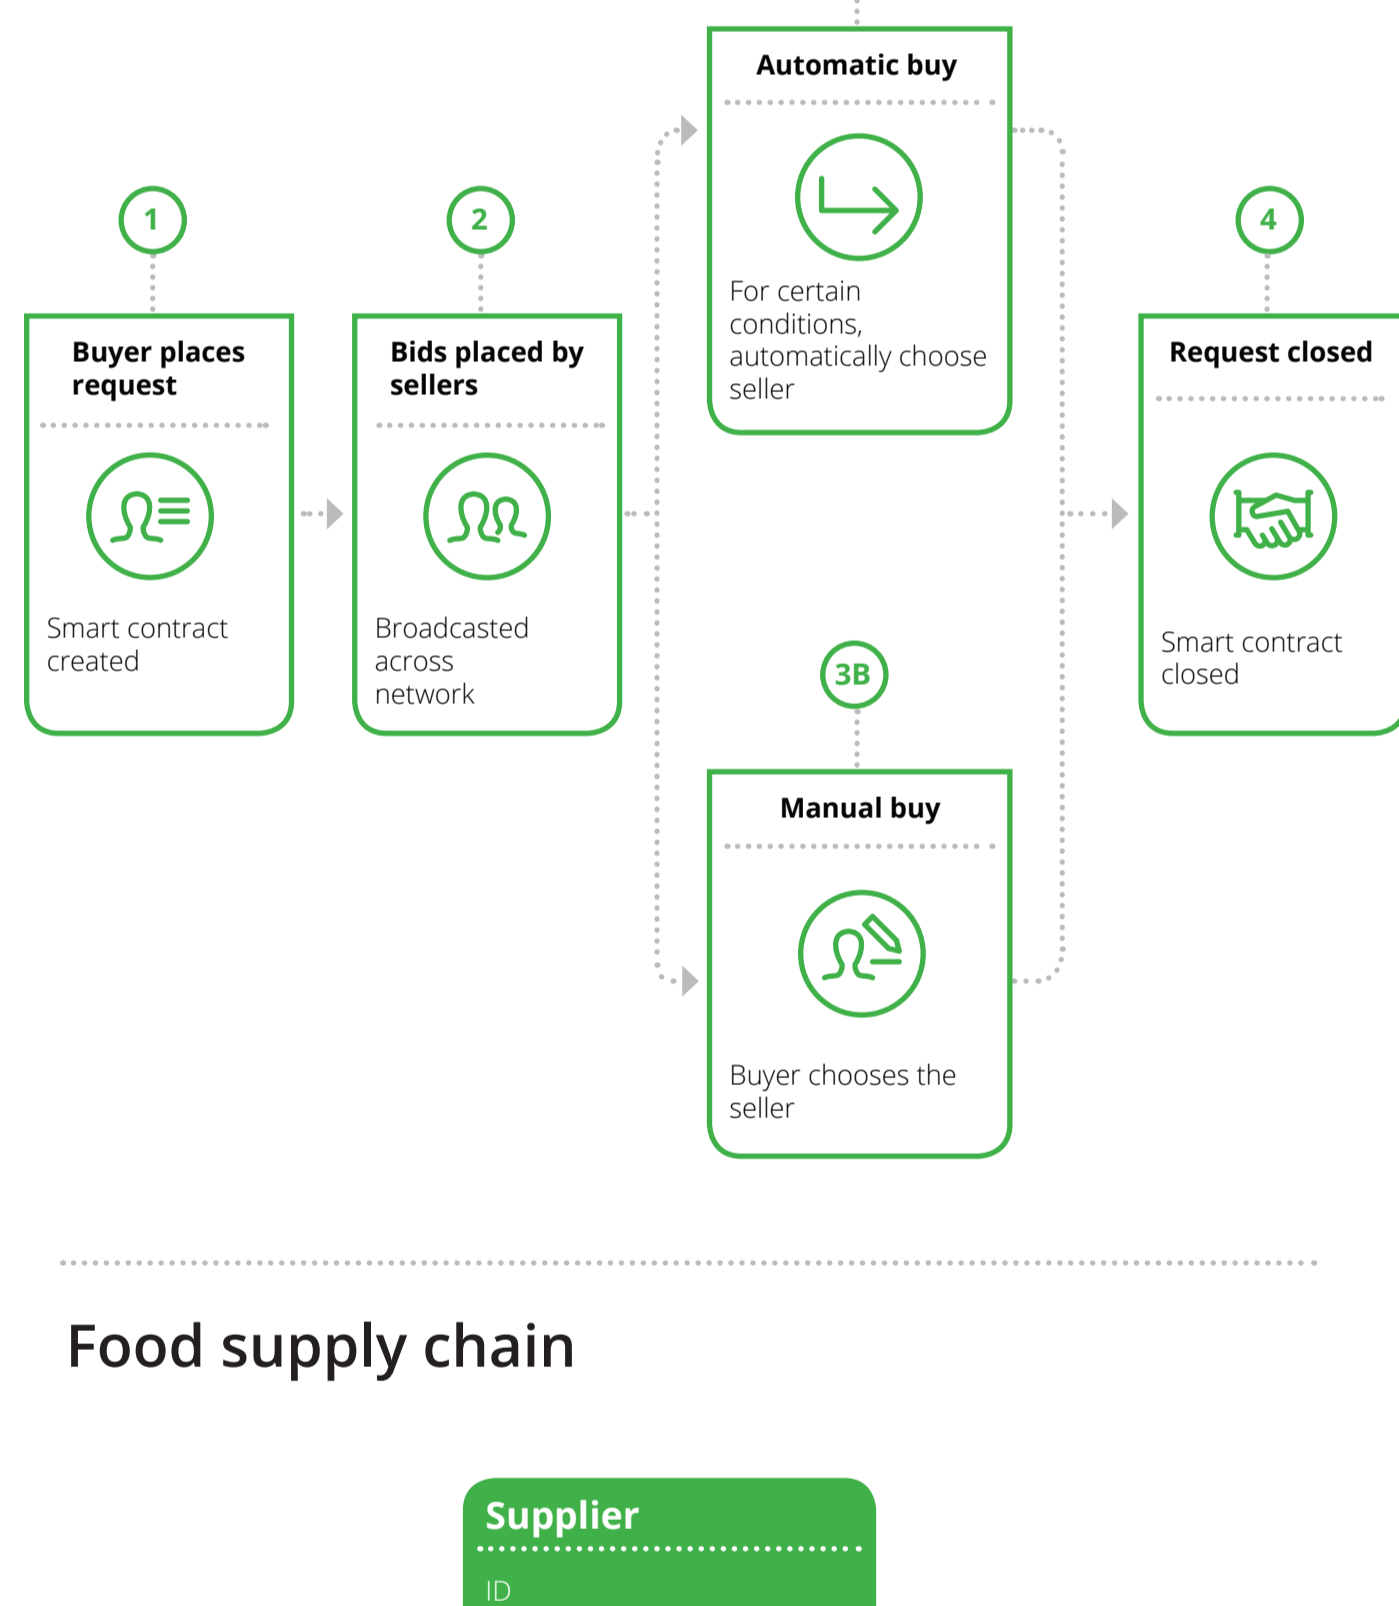 Automatic buy
For certain
conditions,
automatically choose
seller
1
Buyer places
request
Smart contract
created
2
Bids placed by
sellers
Broadcasted
across
network
3B
Manual buy
Buyer chooses the
seller
4
Request closed
Smart contract
closed
Food supply chain
Supplier
ID